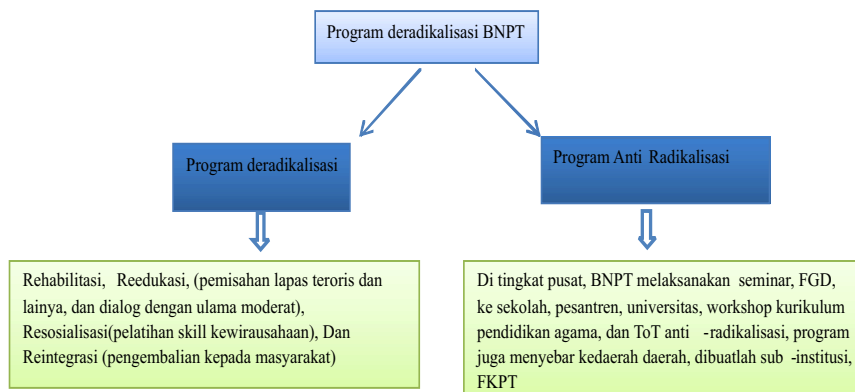 Program deradikalisasi BNPT
Program deradikalisasi
Program Anti Radikalisasi
Rehabilitasi, Reedukasi, (pemisahan lapas teroris dan
lainya, dan dialog dengan ulama moderat),
Resosialisasi(pelatihan skill kewirausahaan), Dan
Reintegrasi (pengembalian kepada masyarakat)
Di tingkat pusat, BNPT melaksanakan seminar, FGD,
ke sekolah, pesantren, universitas, workshop kurikulum
pendidikan agama, dan ToT anti -radikalisasi, program
juga menyebar kedaerah daerah, dibuatlah sub -institusi,
FKPT